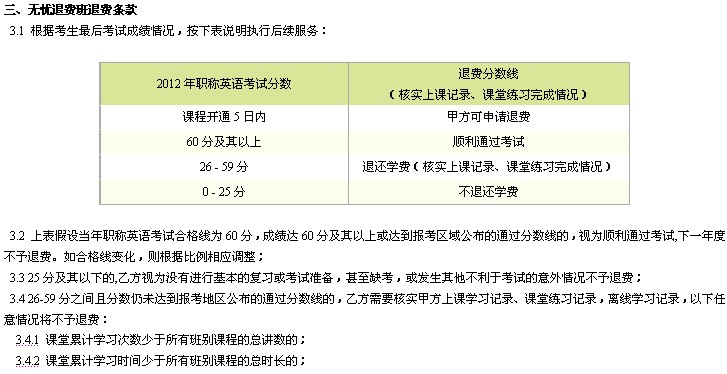 三、无忧退费班退费条款
3.1 根据考生最后考试成绩情况，按下表说明执行后续服务：
2012 年职称英语考试分数
退费分数线
（核实上课记录、课堂练习完成情况）
课程开通 5 日内
甲方可申请退费
60 分及其以上
顺利通过考试
26 - 59 分
退还学费（核实上课记录、课堂练习完成情况）
0 - 25 分
不退还学费
3.2 上表假设当年职称英语考试合格线为 60 分，成绩达 60 分及其以上或达到报考区域公布的通过分数线的，视为顺利通过考试,下一年度
不予退费。如合格线变化，则根据比例相应调整；
3.3 25 分及其以下的,乙方视为没有进行基本的复习或考试准备，甚至缺考，或发生其他不利于考试的意外情况不予退费；
3.4 26-59 分之间且分数仍未达到报考地区公布的通过分数线的，乙方需要核实甲方上课学习记录、课堂练习记录，离线学习记录，以下任
意情况将不予退费：
3.4.1 课堂累计学习次数少于所有班别课程的总讲数的；
3.4.2 课堂累计学习时间少于所有班别课程的总时长的；